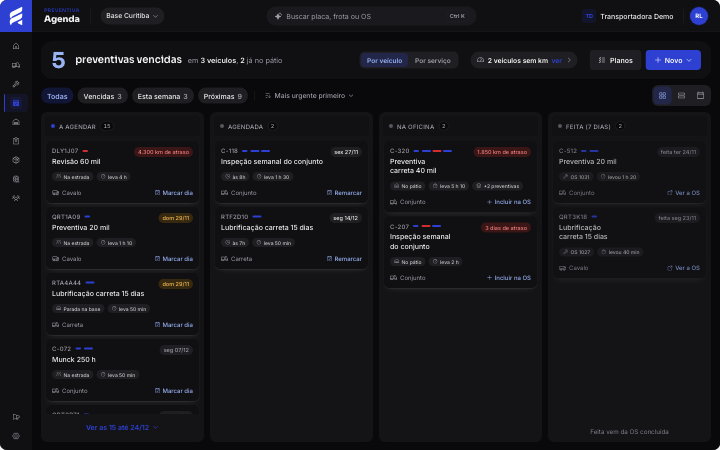 PREVENTIVA
Agenda
Base Curitiba
Buscar placa, frota ou OS
Ctrl K
TD
Transportadora Demo
RL
5 preventivas vencidas
em 3 veículos, 2 já no pátio
Por veículo
Por serviço
2 veículos sem km
Planos
Novo
Todas
Vencidas 3
Esta semana 3
Próximas 9
Mais urgente primeiro
A AGENDAR 15
DLY1J07
4.300 km de atraso
Revisão 60 mil
Na estrada
leva 4 h
Cavalo
Marcar dia
QRT1A09
dom 29/11
Preventiva 20 mil
Na estrada
leva 1 h 10
Cavalo
Marcar dia
RTA4A44
dom 29/11
Lubrificação carreta 15 dias
Parada na base
leva 50 min
Carreta
Marcar dia
C-072
seg 07/12
Munck 250 h
Na estrada
leva 50 min
Conjunto
Marcar dia
Ver as 15 até 24/12
AGENDADA 2
C-118
sex 27/11
Inspeção semanal do conjunto
às 8h
leva 1 h 30
Conjunto
Remarcar
RTF2D10
seg 14/12
Lubrificação carreta 15 dias
às 7h
leva 50 min
Carreta
Remarcar
NA OFICINA 2
C-320
1.850 km de atraso
Preventiva
carreta 40 mil
No pátio
leva 5 h 10
+2 preventivas
Conjunto
Incluir na OS
C-207
3 dias de atraso
Inspeção semanal
do conjunto
No pátio
leva 2 h
Conjunto
Incluir na OS
FEITA (7 DIAS) 2
C-512
feita ter 24/11
Preventiva 20 mil
OS 1031
levou 1 h 20
Conjunto
Ver a OS
QRT3K18
feita seg 23/11
Lubrificação
carreta 15 dias
OS 1027
levou 40 min
Cavalo
Ver a OS
Feita vem da OS concluída